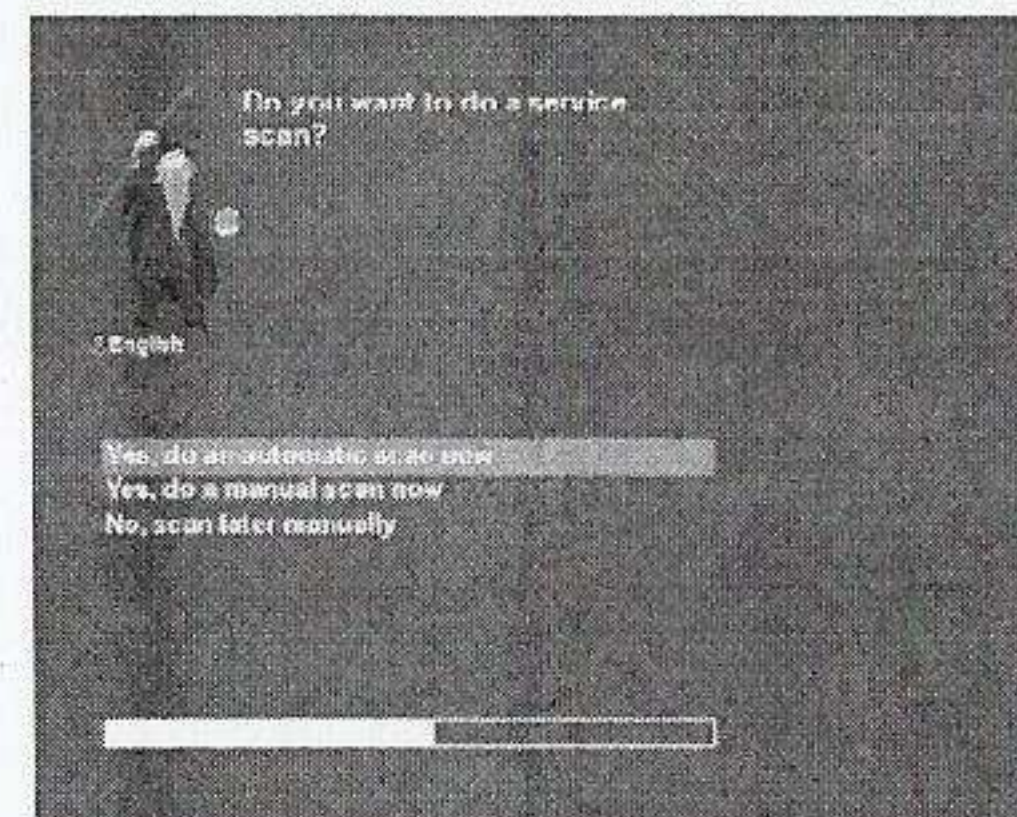 Do you want to do a service
scan?
English
Yes, do an automatic scan now
Yes, do a manual scan now
No, scan later manually